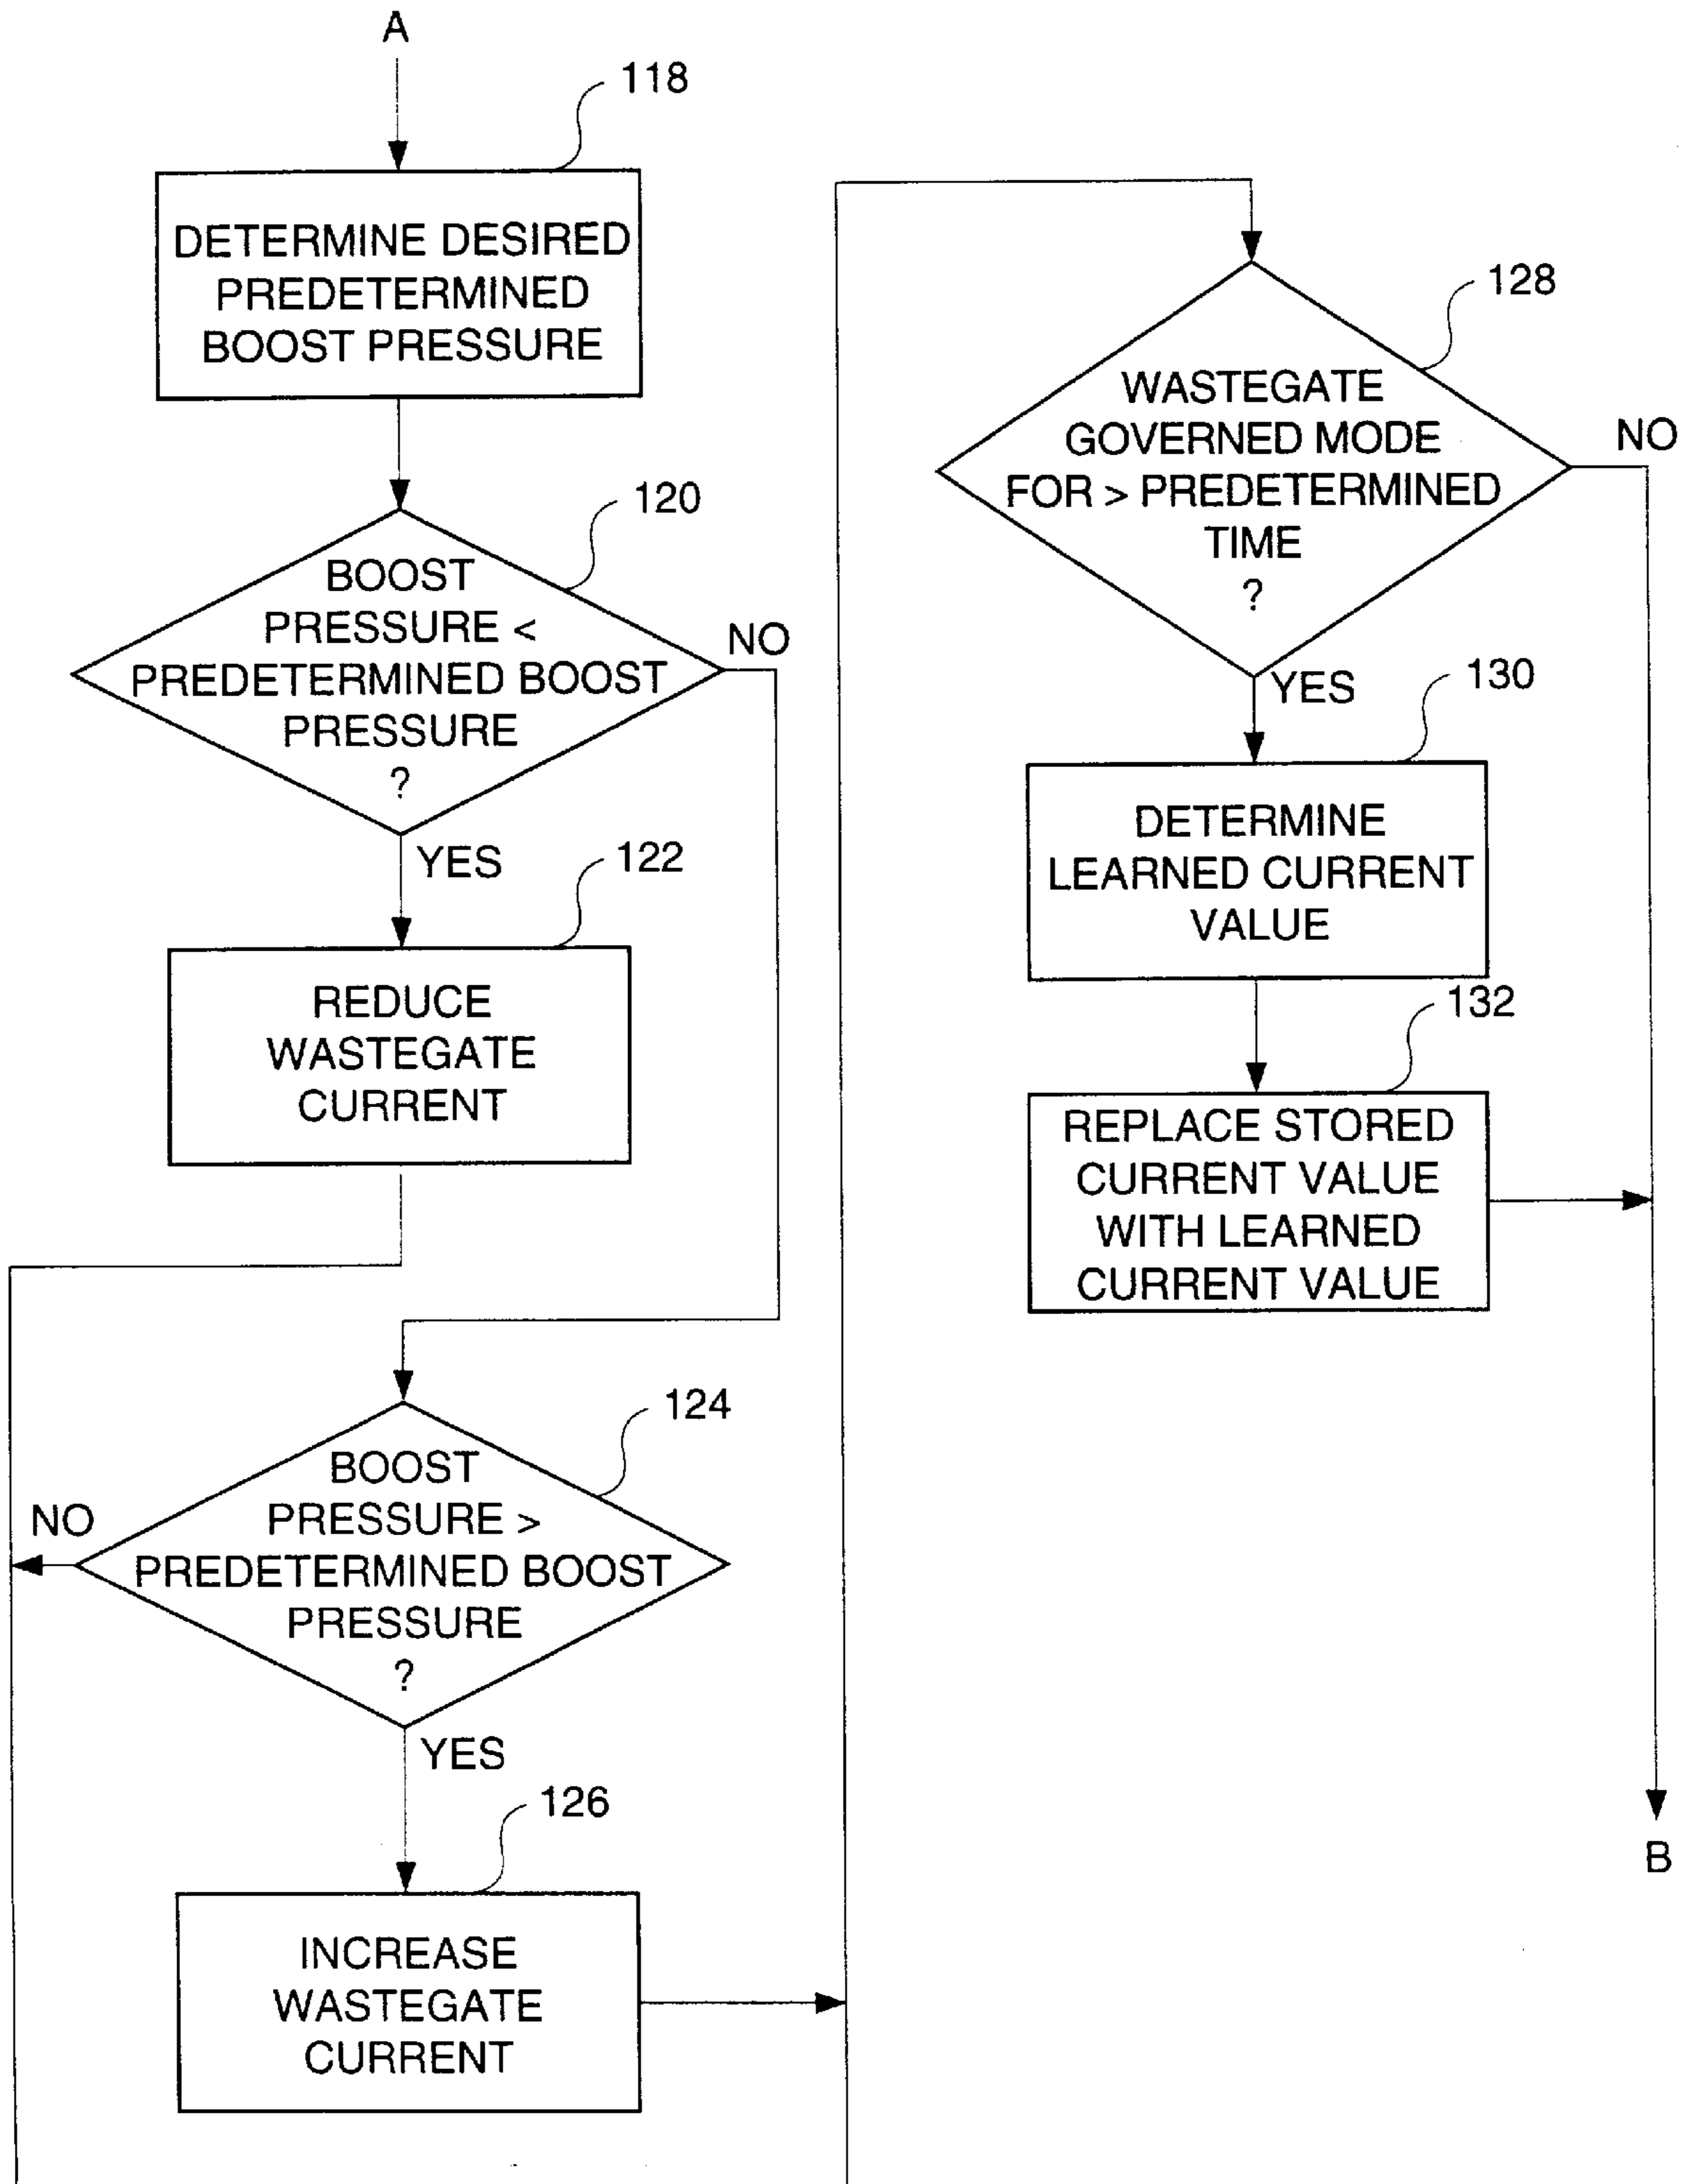 A
118
DETERMINE DESIRED
PREDETERMINED
BOOST PRESSURE
120
BOOST
PRESSURE <
PREDETERMINED BOOST
PRESSURE
?
NO
YES
122
REDUCE
WASTEGATE
CURRENT
124
BOOST
PRESSURE >
PREDETERMINED BOOST
PRESSURE
?
NO
YES
126
INCREASE
WASTEGATE
CURRENT
128
WASTEGATE
GOVERNED MODE
FOR > PREDETERMINED
TIME
?
NO
YES
130
DETERMINE
LEARNED CURRENT
VALUE
132
REPLACE STORED
CURRENT VALUE
WITH LEARNED
CURRENT VALUE
B